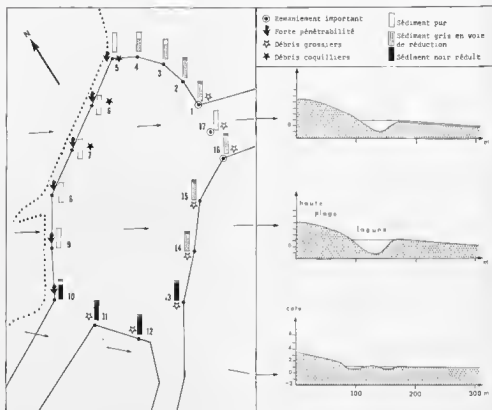 N
Remaniement important
Forte pénétrabilité
Débris grossiers
Débris coquilliers
Sédiment pur
Sédiment gris en voie
de réduction
Sédiment noir réduit
5
4
3
2
1
6
17
7
16
8
15
9
14
10
11
12
13
0
m
haute
plage
lagune
0
m
cote
6
4
2
0
100
200
300
m